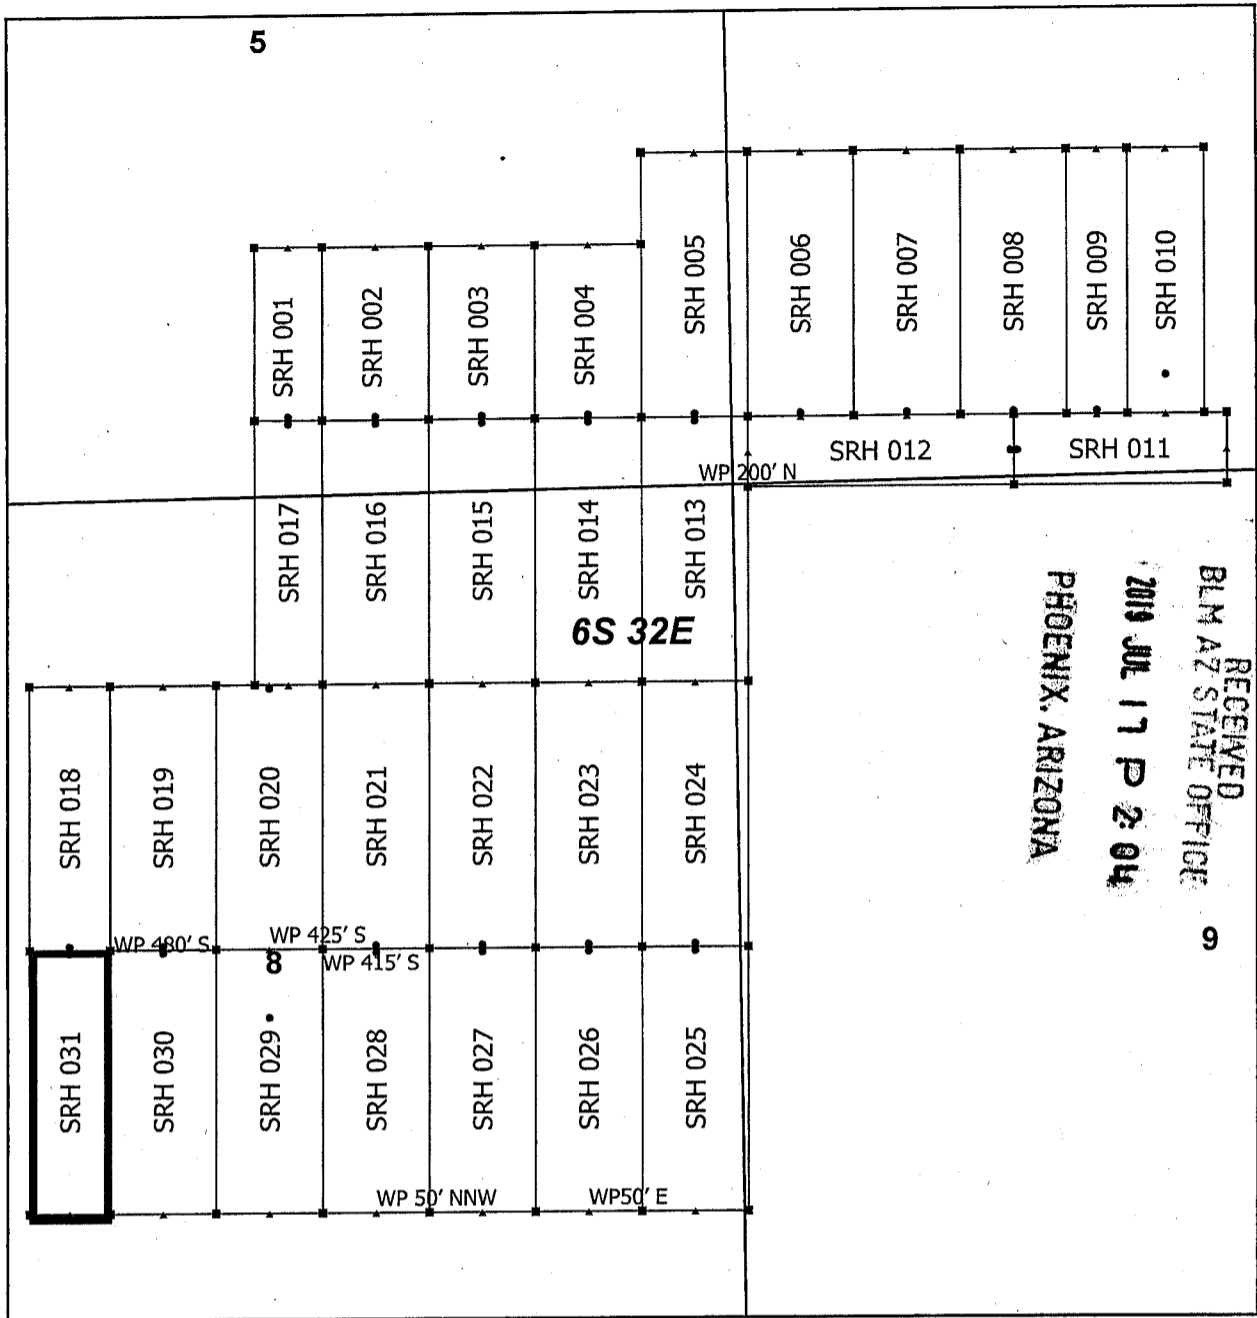 5
SRH 001
SRH 002
SRH 003
SRH 004
SRH 005
SRH 006
SRH 007
SRH 008
SRH 009
SRH 010
SRH 012
SRH 011
WP 200' N
SRH 017
SRH 016
SRH 015
SRH 014
SRH 013
6S 32E
RECEIVED
BLM AZ STATE OFFICE
2019 JUL 17 P 2:04
PHOENIX, ARIZONA
SRH 018
SRH 019
SRH 020
SRH 021
SRH 022
SRH 023
SRH 024
WP 480' S
WP 425' S
WP 415' S
8
9
SRH 031
SRH 030
SRH 029
SRH 028
SRH 027
SRH 026
SRH 025
WP 50' NNW
WP50' E